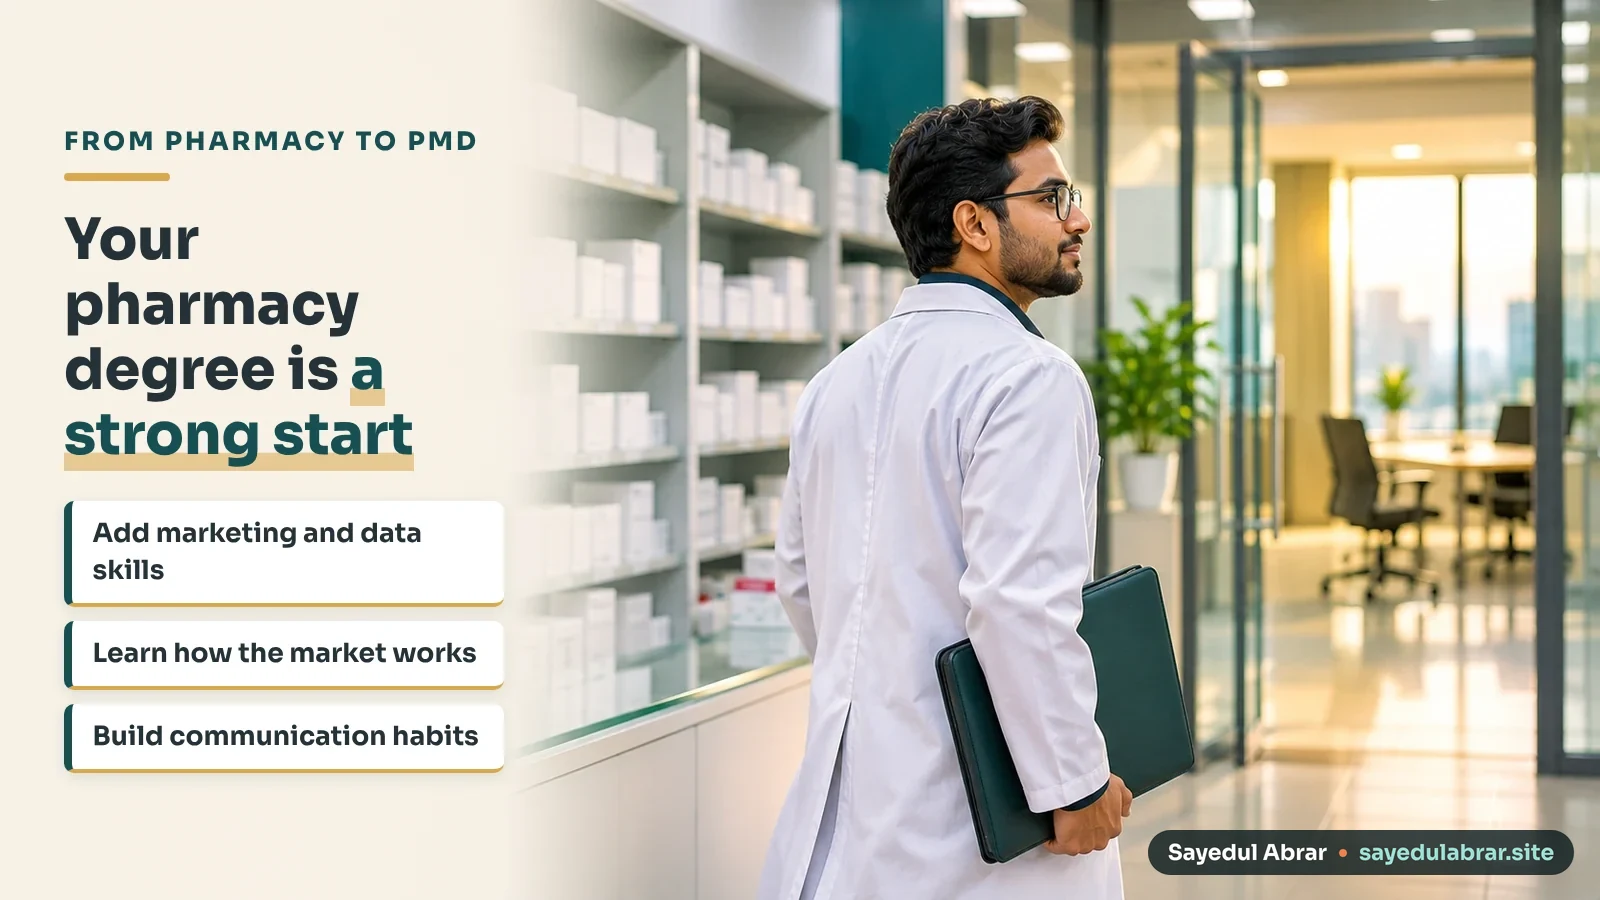 FROM PHARMACY TO PMD
Your
pharmacy
degree is a
strong start
Add marketing and data
skills
Learn how the market works
Build communication habits
Sayedul Abrar • sayedulabrar.site